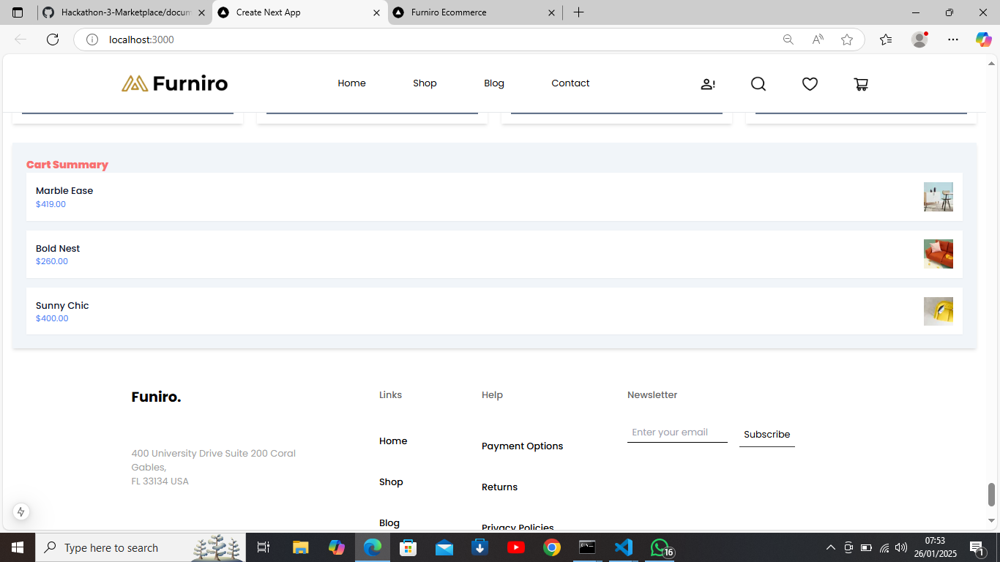 Hackathon-3-Marketplace/docum
Create Next App
Furniro Ecommerce
localhost:3000
Furniro
Home
Shop
Blog
Contact
Cart Summary
Marble Ease
$419.00
Bold Nest
$260.00
Sunny Chic
$400.00
Funiro.
400 University Drive Suite 200 Coral
Gables,
FL 33134 USA
Links
Home
Shop
Blog
Help
Payment Options
Returns
Privacy Policies
Newsletter
Enter your email
Subscribe
Type here to search
16
07:53
26/01/2025
1